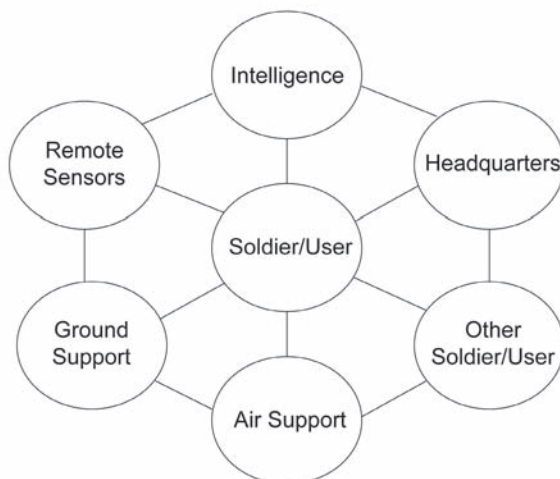 Intelligence
Remote
Sensors
Headquarters
Soldier/User
Ground
Support
Other
Soldier/User
Air Support